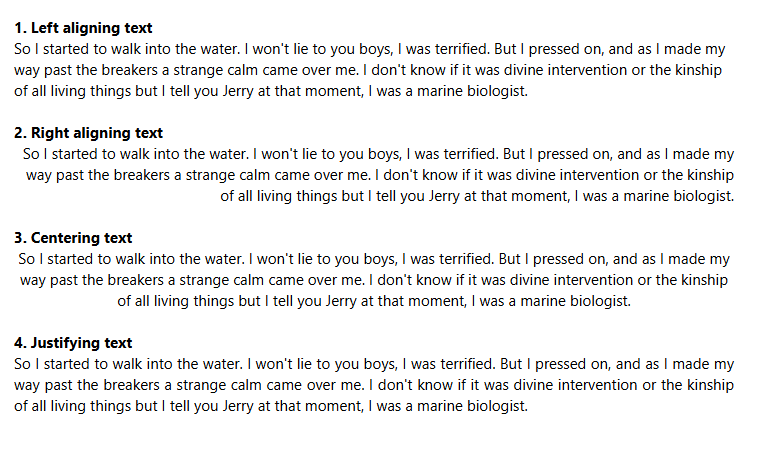 1. Left aligning text
So I started to walk into the water. I won't lie to you boys, I was terrified. But I pressed on, and as I made my
way past the breakers a strange calm came over me. I don't know if it was divine intervention or the kinship
of all living things but I tell you Jerry at that moment, I was a marine biologist.
2. Right aligning text
So I started to walk into the water. I won't lie to you boys, I was terrified. But I pressed on, and as I made my
way past the breakers a strange calm came over me. I don't know if it was divine intervention or the kinship
of all living things but I tell you Jerry at that moment, I was a marine biologist.
3. Centering text
So I started to walk into the water. I won't lie to you boys, I was terrified. But I pressed on, and as I made my
way past the breakers a strange calm came over me. I don't know if it was divine intervention or the kinship
of all living things but I tell you Jerry at that moment, I was a marine biologist.
4. Justifying text
So I started to walk into the water. I won't lie to you boys, I was terrified. But I pressed on, and as I made my
way past the breakers a strange calm came over me. I don't know if it was divine intervention or the kinship
of all living things but I tell you Jerry at that moment, I was a marine biologist.